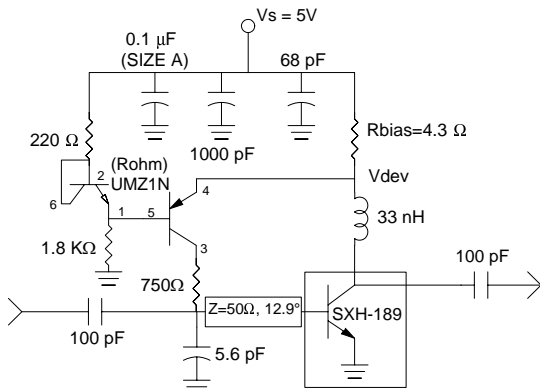 Vs = 5V
0.1 µF
(SIZE A)
68 pF
220 Ω
(Rohm)
UMZ1N
1000 pF
Rbias=4.3 Ω
2
4
Vdev
6
1
5
33 nH
1.8 KΩ
3
750Ω
100 pF
Z=50Ω, 12.9°
SXH-189
100 pF
5.6 pF